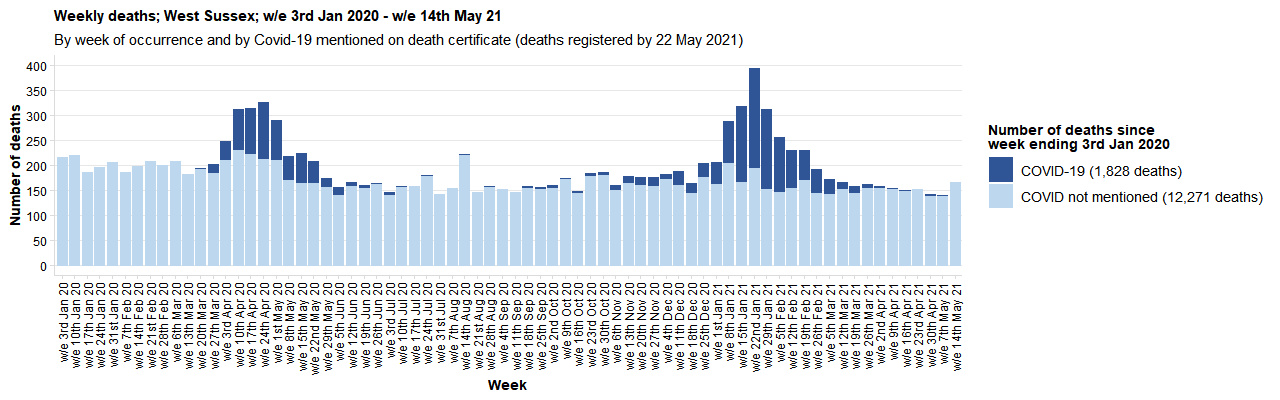 Weekly deaths; West Sussex; w/e 3rd Jan 2020 - w/e 14th May 21
By week of occurrence and by Covid-19 mentioned on death certificate (deaths registered by 22 May 2021)
Number of deaths
400
350
300
250
200
150
100
50
0
w/e 3rd Jan 20
w/e 10th Jan 20
w/e 17th Jan 20
w/e 24th Jan 20
w/e 31st Jan 20
w/e 7th Feb 20
w/e 14th Feb 20
w/e 21st Feb 20
w/e 28th Feb 20
w/e 6th Mar 20
w/e 13th Mar 20
w/e 20th Mar 20
w/e 27th Mar 20
w/e 3rd Apr 20
w/e 10th Apr 20
w/e 17th Apr 20
w/e 24th Apr 20
w/e 1st May 20
w/e 8th May 20
w/e 15th May 20
w/e 22nd May 20
w/e 29th May 20
w/e 5th Jun 20
w/e 12th Jun 20
w/e 19th Jun 20
w/e 26th Jun 20
w/e 3rd Jul 20
w/e 10th Jul 20
w/e 17th Jul 20
w/e 24th Jul 20
w/e 31st Jul 20
w/e 7th Aug 20
w/e 14th Aug 20
w/e 21st Aug 20
w/e 28th Aug 20
w/e 4th Sep 20
w/e 11th Sep 20
w/e 18th Sep 20
w/e 25th Sep 20
w/e 2nd Oct 20
w/e 9th Oct 20
w/e 16th Oct 20
w/e 23rd Oct 20
w/e 30th Oct 20
w/e 6th Nov 20
w/e 13th Nov 20
w/e 20th Nov 20
w/e 27th Nov 20
w/e 4th Dec 20
w/e 11th Dec 20
w/e 18th Dec 20
w/e 25th Dec 20
w/e 1st Jan 21
w/e 8th Jan 21
w/e 15th Jan 21
w/e 22nd Jan 21
w/e 29th Jan 21
w/e 5th Feb 21
w/e 12th Feb 21
w/e 19th Feb 21
w/e 26th Feb 21
w/e 5th Mar 21
w/e 12th Mar 21
w/e 19th Mar 21
w/e 26th Mar 21
w/e 2nd Apr 21
w/e 9th Apr 21
w/e 16th Apr 21
w/e 23rd Apr 21
w/e 30th Apr 21
w/e 7th May 21
w/e 14th May 21
Week
Number of deaths since
week ending 3rd Jan 2020
COVID-19 (1,828 deaths)
COVID not mentioned (12,271 deaths)